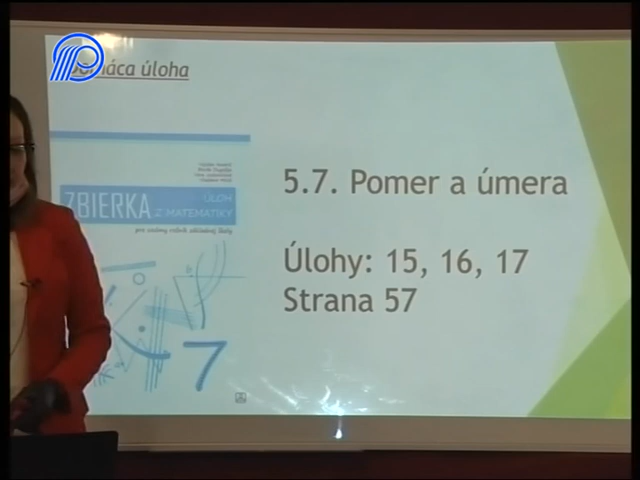 Domáca úloha
ZBIERKA
ÚLOH
Z MATEMATIKY
pre siedmy ročník základnej školy
7
5.7. Pomer a úmera
Úlohy: 15, 16, 17
Strana 57